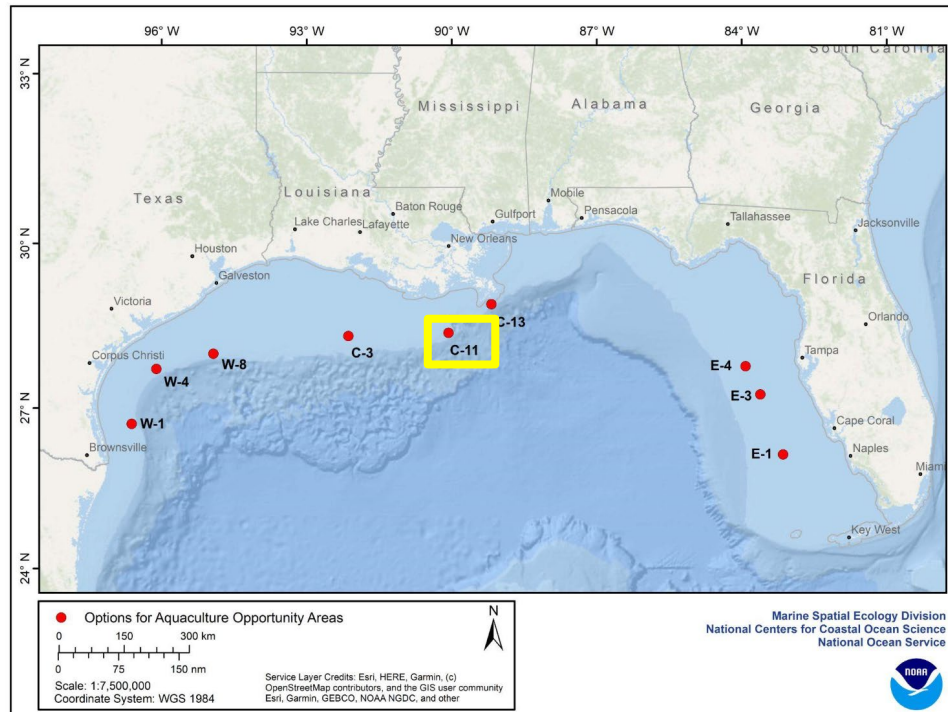 96° W 93° W 90° W 87° W 84° W 81° W
33° N
30° N
27° N
24° N
South Carolina
Mississippi
Alabama
Georgia
Texas
Louisiana
Baton Rouge
Mobile
Lake Charles
Lafayette
Gulfport
Pensacola
Tallahassee
Jacksonville
New Orleans
Houston
Galveston
Florida
Victoria
Orlando
C-13
C-3
C-11
Corpus Christi
W-8
W-4
Tampa
E-4
E-3
W-1
Cape Coral
Brownsville
E-1
Naples
Miami
Key West
Options for Aquaculture Opportunity Areas
0 150 300 km
0 75 150 nm
Scale: 1:7,500,000
Coordinate System: WGS 1984
N
Service Layer Credits: Esri, HERE, Garmin, (c)
OpenStreetMap contributors, and the GIS user community
Esri, Garmin, GEBCO, NOAA NGDC, and other
Marine Spatial Ecology Division
National Centers for Coastal Ocean Science
National Ocean Service
NOAA